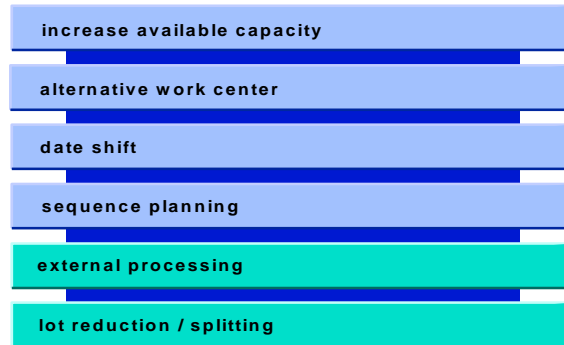 increase available capacity
alternative work center
date shift
sequence planning
external processing
lot reduction / splitting